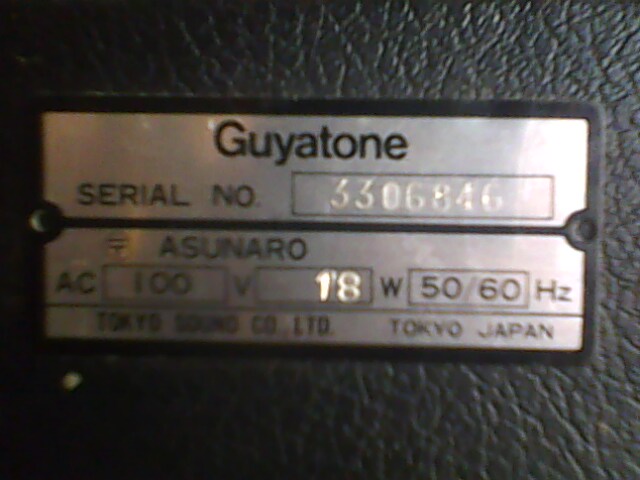 Guyatone
SERIAL NO. 3306846
〒 ASUNARO
AC 100 V 18 W 50/60 Hz
TOKYO SOUND CO. LTD. TOKYO JAPAN